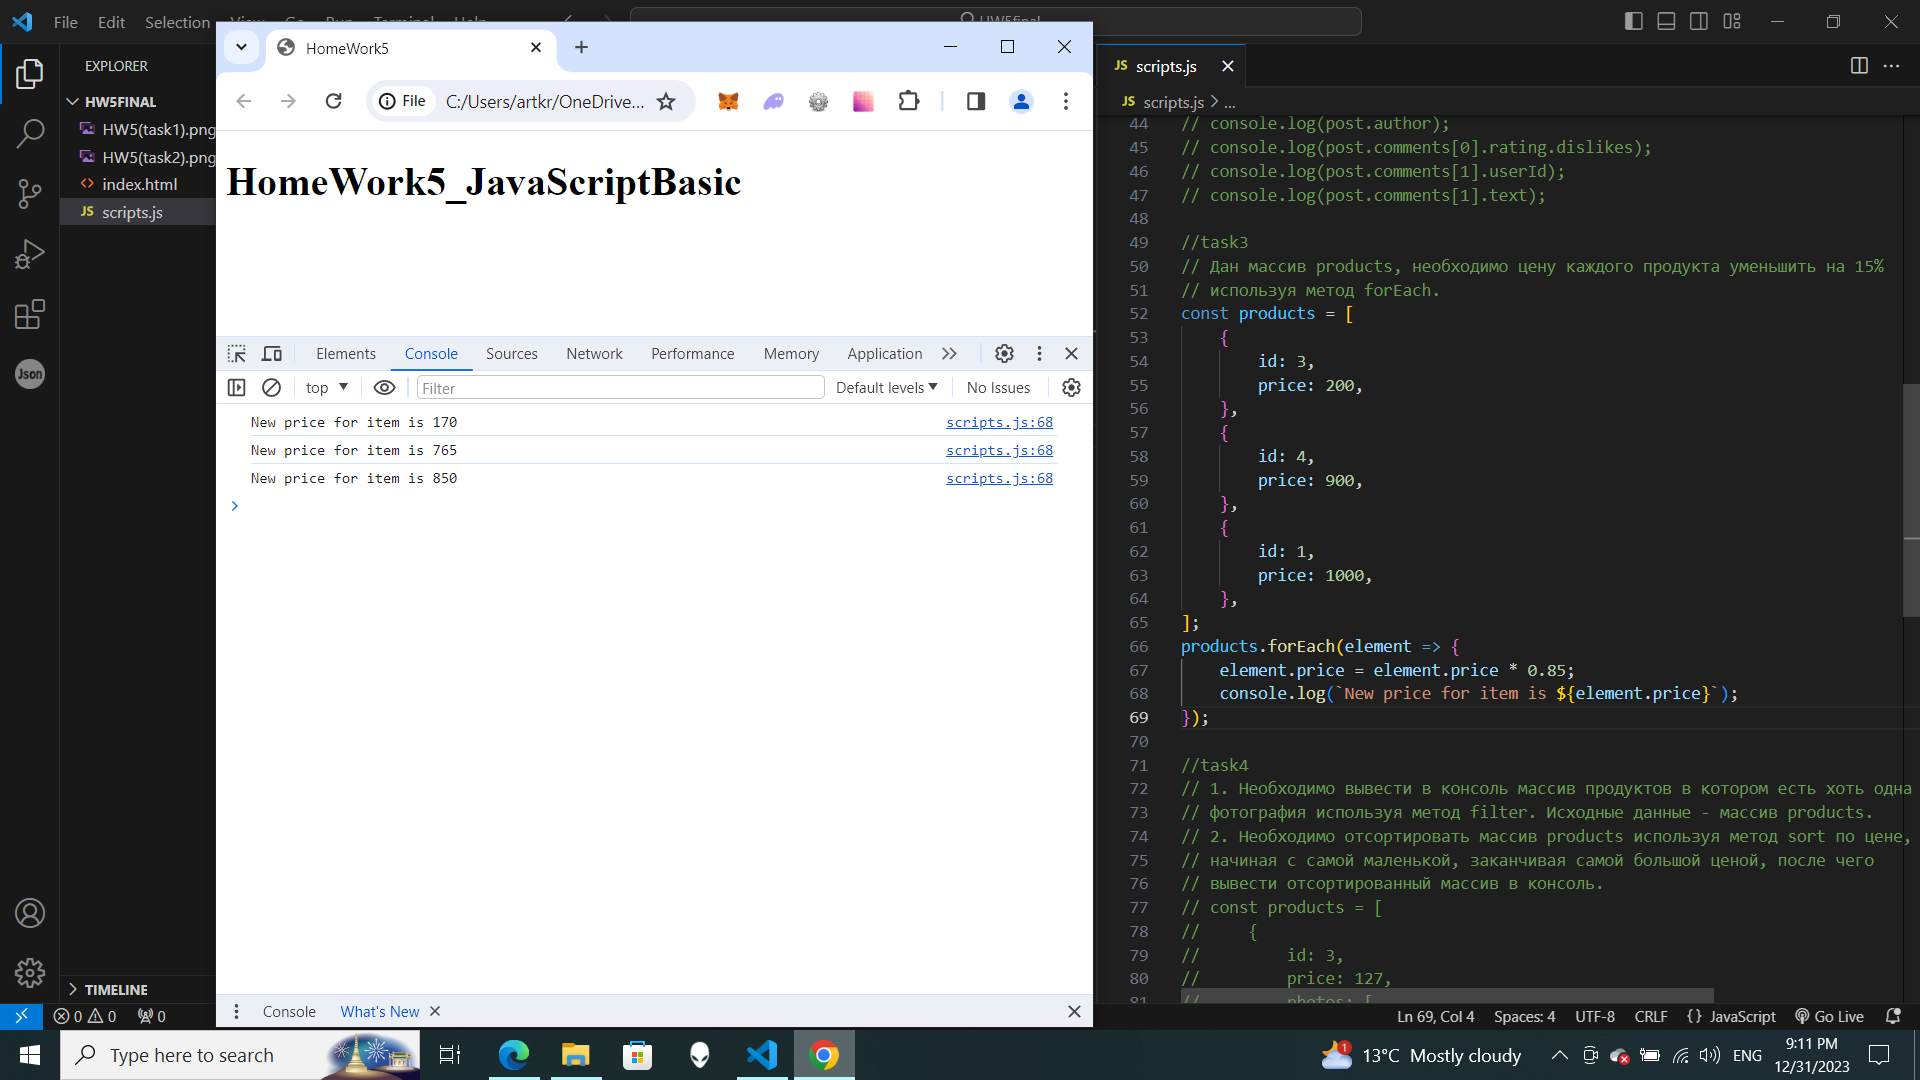 File Edit Selection
HW5final
HomeWork5
File C:/Users/artkr/OneDrive...
HomeWork5_JavaScriptBasic
EXPLORER
HW5FINAL
HW5(task1).png
HW5(task2).png
index.html
JS scripts.js
Json
TIMELINE
Elements Console Sources Network Performance Memory Application
top Filter Default levels No Issues
New price for item is 170 scripts.js:68
New price for item is 765 scripts.js:68
New price for item is 850 scripts.js:68
Console What's New
JS scripts.js
JS scripts.js > ...
44 // console.log(post.author);
45 // console.log(post.comments[0].rating.dislikes);
46 // console.log(post.comments[1].userId);
47 // console.log(post.comments[1].text);
48
49 //task3
50 // Дан массив products, необходимо цену каждого продукта уменьшить на 15%
51 // используя метод forEach.
52 const products = [
53 {
54 id: 3,
55 price: 200,
56 },
57 {
58 id: 4,
59 price: 900,
60 },
61 {
62 id: 1,
63 price: 1000,
64 },
65 ];
66 products.forEach(element => {
67 element.price = element.price * 0.85;
68 console.log(`New price for item is ${element.price}`);
69 });
70
71 //task4
72 // 1. Необходимо вывести в консоль массив продуктов в котором есть хоть одна
73 // фотография используя метод filter. Исходные данные - массив products.
74 // 2. Необходимо отсортировать массив products используя метод sort по цене,
75 // начиная с самой маленькой, заканчивая самой большой ценой, после чего
76 // вывести отсортированный массив в консоль.
77 // const products = [
78 // {
79 // id: 3,
80 // price: 127,
81 // photos: [
0 0 0 Ln 69, Col 4 Spaces: 4 UTF-8 CRLF {} JavaScript Go Live
Type here to search
1 13°C Mostly cloudy ENG
9:11 PM
12/31/2023